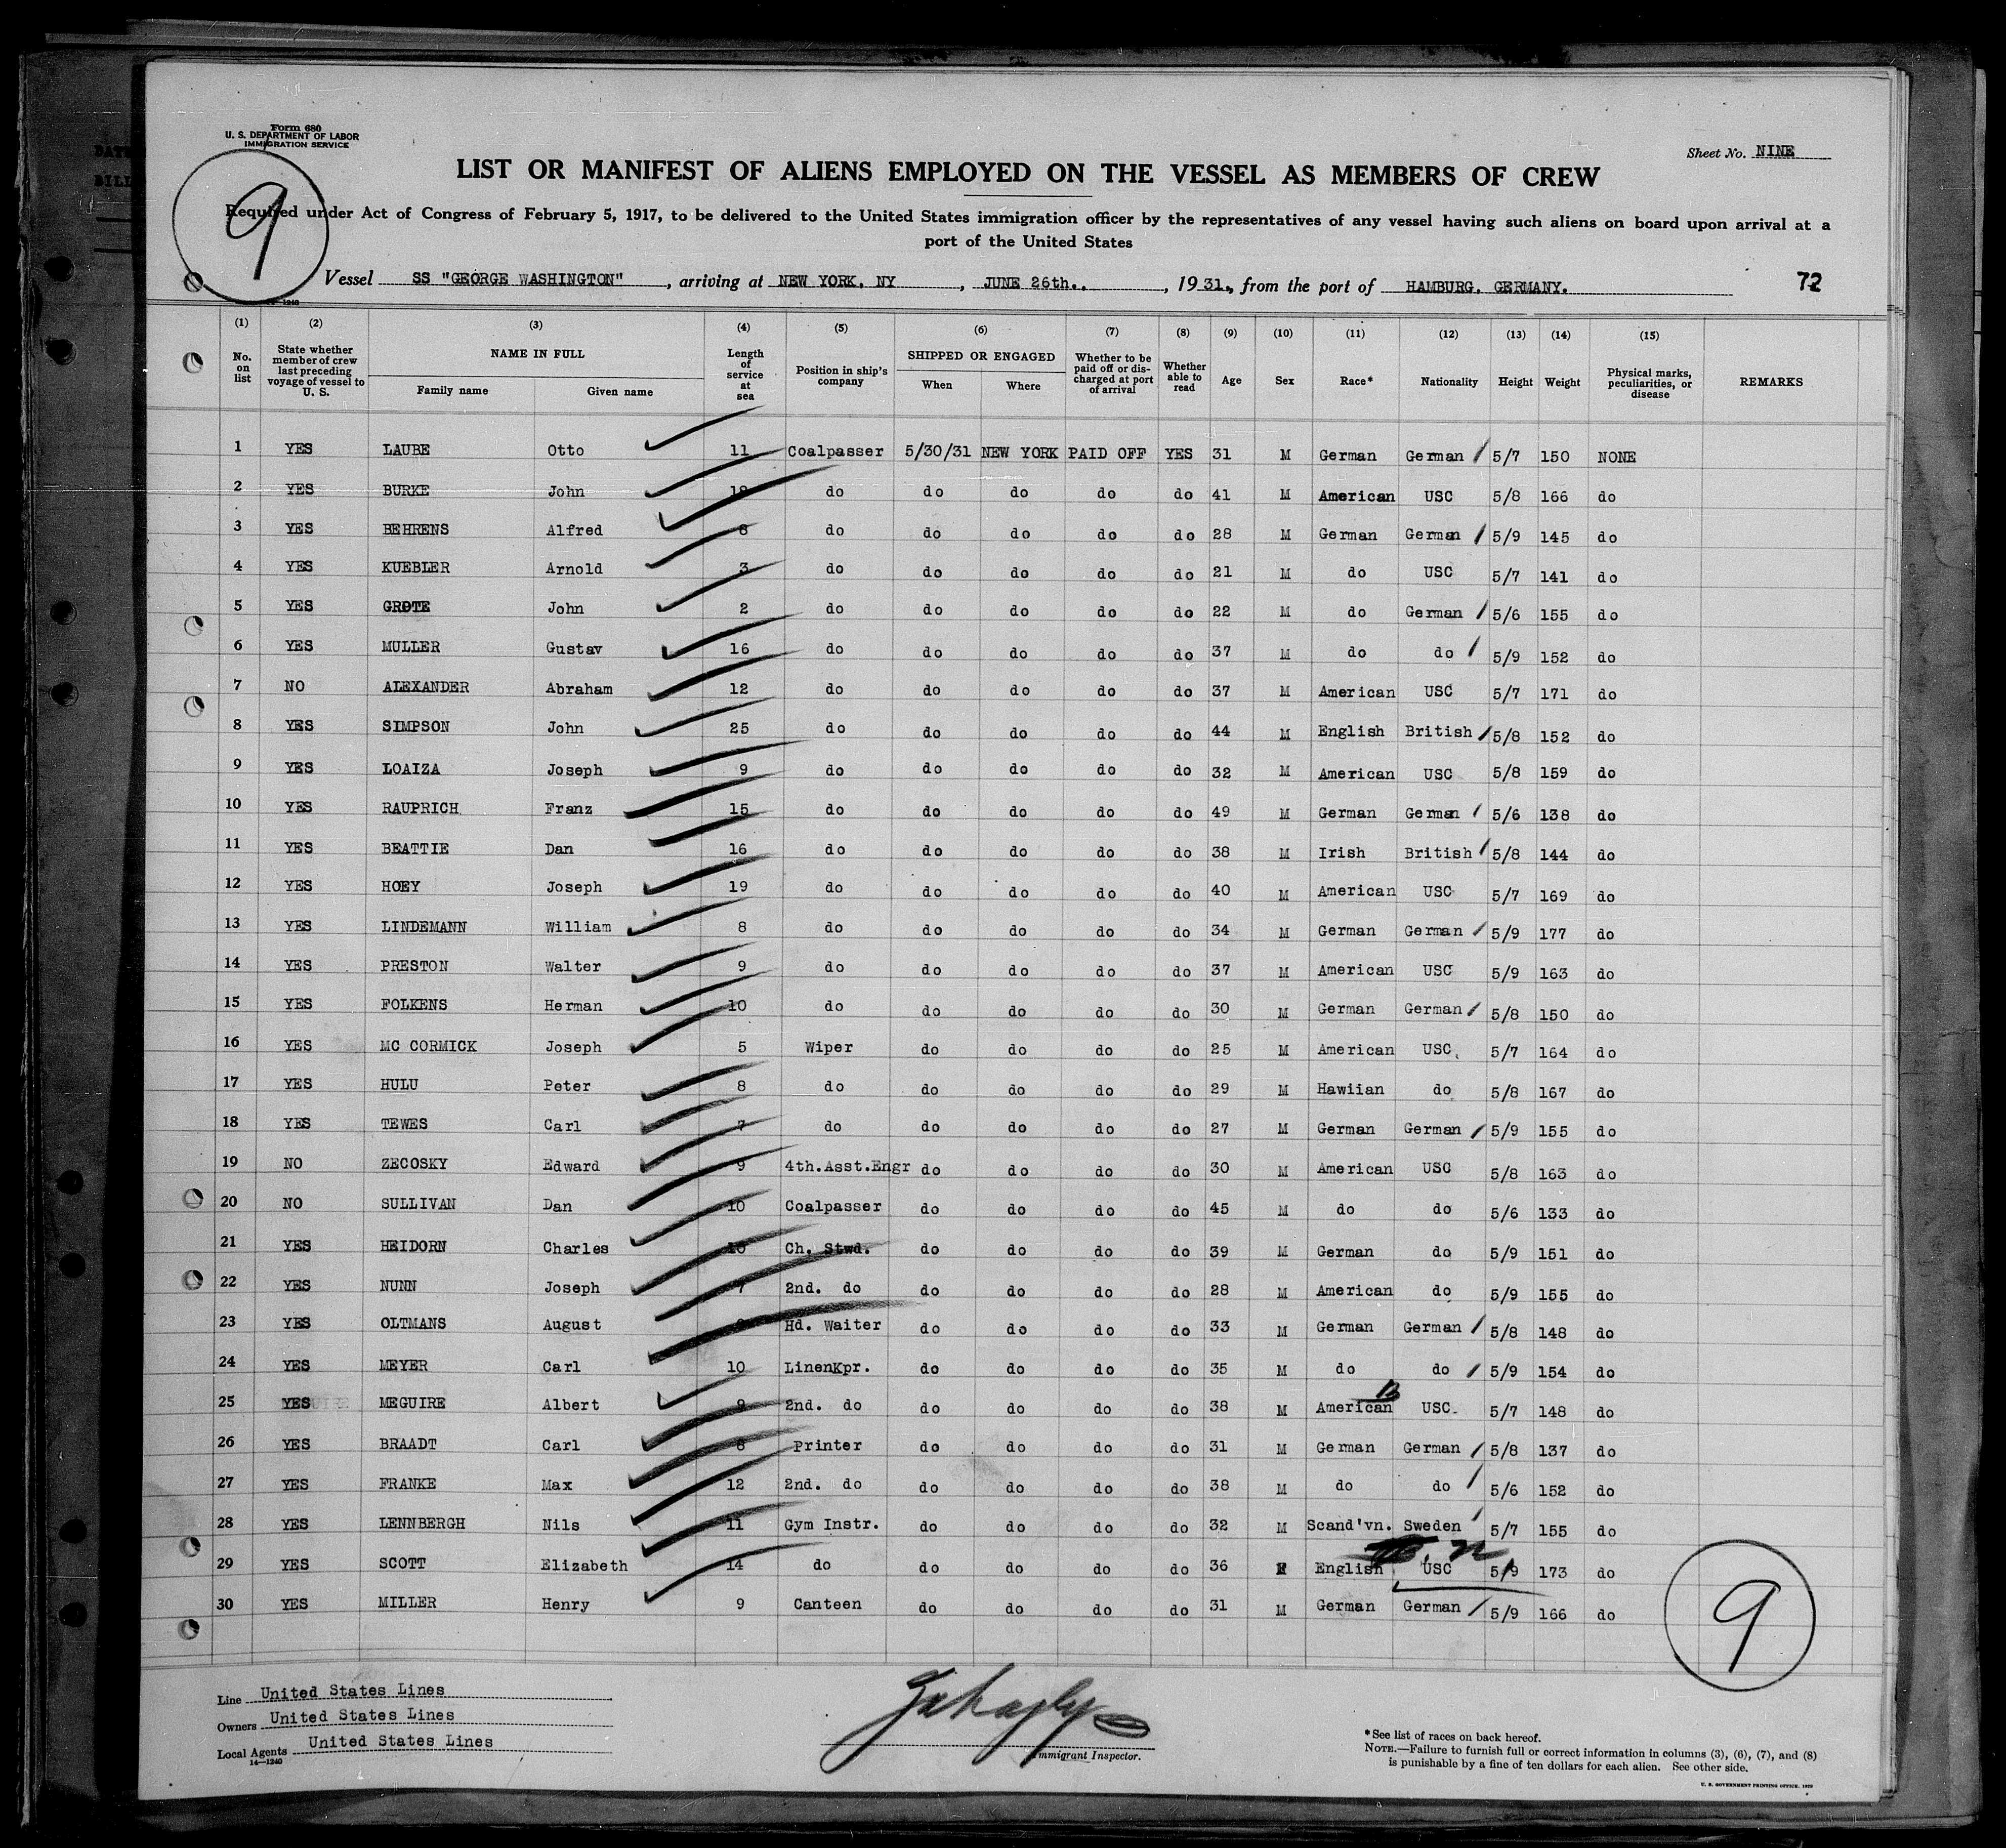 Form 680
U. S. DEPARTMENT OF LABOR
IMMIGRATION SERVICE
Sheet No. NINE
9
LIST OR MANIFEST OF ALIENS EMPLOYED ON THE VESSEL AS MEMBERS OF CREW
Required under Act of Congress of February 5, 1917, to be delivered to the United States immigration officer by the representatives of any vessel having such aliens on board upon arrival at a
port of the United States
Vessel SS "GEORGE WASHINGTON", arriving at NEW YORK, NY, JUNE 26th., 1931., from the port of HAMBURG, GERMANY. 72
(1) (2) (3) (4) (5) (6) (7) (8) (9) (10) (11) (12) (13) (14) (15)
No. on list State whether member of crew last preceding voyage of vessel to U. S. NAME IN FULL Family name Given name Length of service at sea Position in ship's company SHIPPED OR ENGAGED When Where Whether to be paid off or discharged at port of arrival Whether able to read Age Sex Race* Nationality Height Weight Physical marks, peculiarities, or disease REMARKS
1 YES LAUBE Otto 11 Coalpasser 5/30/31 NEW YORK PAID OFF YES 31 M German German 5/7 150 NONE
2 YES BURKE John do do do do do 41 M American USC 5/8 166 do
3 YES BEHRENS Alfred 8 do do do do do 28 M German German 5/9 145 do
4 YES KUEBLER Arnold 3 do do do do do 21 M do USC 5/7 141 do
5 YES GROTE John 2 do do do do do 22 M do German 5/6 155 do
6 YES MULLER Gustav 16 do do do do do 37 M do do 5/9 152 do
7 NO ALEXANDER Abraham 12 do do do do do 37 M American USC 5/7 171 do
8 YES SIMPSON John 25 do do do do do 44 M English British 5/8 152 do
9 YES LOAIZA Joseph 9 do do do do do 32 M American USC 5/8 159 do
10 YES RAUPRICH Franz 15 do do do do do 49 M German German 5/6 138 do
11 YES BEATTIE Dan 16 do do do do do 38 M Irish British 5/8 144 do
12 YES HOEY Joseph 19 do do do do do 40 M American USC 5/7 169 do
13 YES LINDEMANN William 8 do do do do do 34 M German German 5/9 177 do
14 YES PRESTON Walter 9 do do do do do 37 M American USC 5/9 163 do
15 YES FOLKENS Herman 10 do do do do do 30 M German German 5/8 150 do
16 YES MC CORMICK Joseph 5 Wiper do do do do 25 M American USC 5/7 164 do
17 YES HULU Peter 8 do do do do do 29 M Hawiian do 5/8 167 do
18 YES TEWES Carl 7 do do do do do 27 M German German 5/9 155 do
19 NO ZECOSKY Edward 9 4th.Asst.Engr do do do do 30 M American USC 5/8 163 do
20 NO SULLIVAN Dan 10 Coalpasser do do do do 45 M do do 5/6 133 do
21 YES HEIDORN Charles Ch. Stwd. do do do do 39 M German do 5/9 151 do
22 YES NUNN Joseph 7 2nd. do do do do do 28 M American do 5/9 155 do
23 YES OLTMANS August Hd. Waiter do do do do 33 M German German 5/8 148 do
24 YES MEYER Carl 10 LinenKpr. do do do do 35 M do do 5/9 154 do
25 YES MEGUIRE Albert 9 2nd. do do do do do 38 M American USC 5/7 148 do
26 YES BRAADT Carl 8 Printer do do do do 31 M German German 5/8 137 do
27 YES FRANKE Max 12 2nd. do do do do do 38 M do do 5/6 152 do
28 YES LENNBERGH Nils 11 Gym Instr. do do do do 32 M Scand'vn. Sweden 5/7 155 do
29 YES SCOTT Elizabeth 14 do do do do do 36 English USC 5/9 173 do
30 YES MILLER Henry 9 Canteen do do do do 31 M German German 5/9 166 do
9
Line United States Lines
Owners United States Lines
Local Agents United States Lines
14—1240
Immigrant Inspector.
*See list of races on back hereof.
NOTE.—Failure to furnish full or correct information in columns (3), (6), (7), and (8)
is punishable by a fine of ten dollars for each alien. See other side.
U. S. GOVERNMENT PRINTING OFFICE